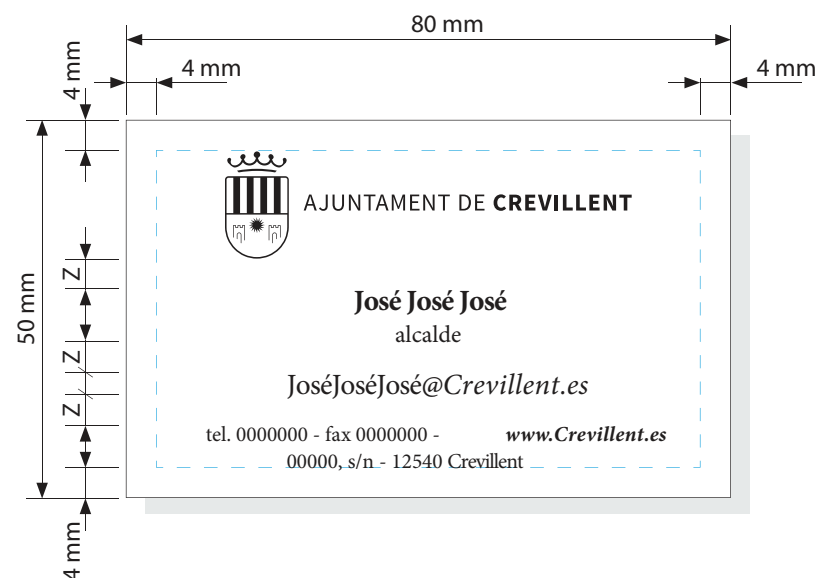 80 mm
4 mm
4 mm
4 mm
50 mm
Z
Z
Z
4 mm
AJUNTAMENT DE CREVILLENT
José José José
alcalde
JoséJoséJosé@Crevillent.es
tel. 0000000 - fax 0000000 - www.Crevillent.es
00000, s/n - 12540 Crevillent